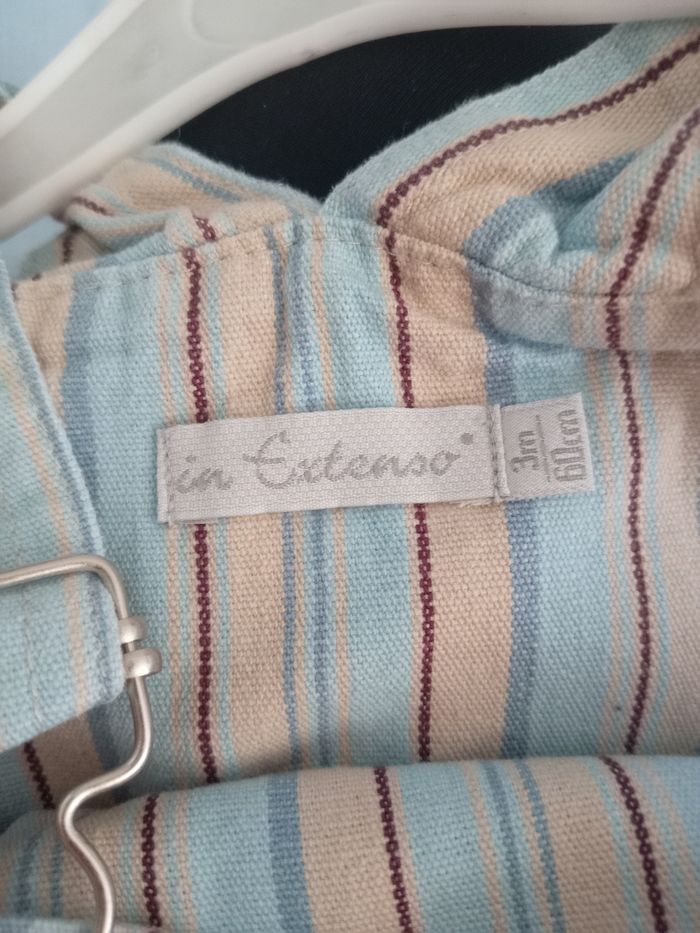 in Extenso®
3m
60cm